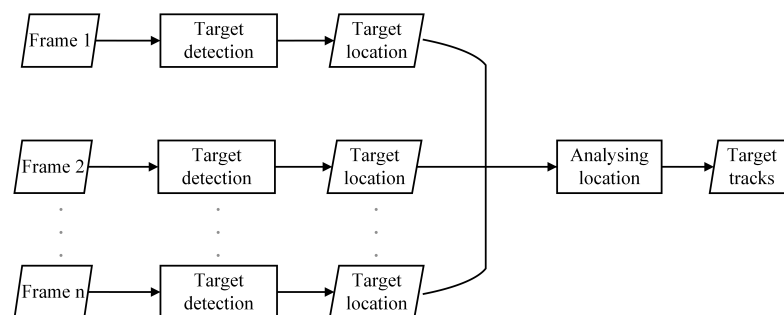 Frame 1
Target
detection
Target
location
Frame 2
Target
detection
Target
location
Analysing
location
Target
tracks
Frame n
Target
detection
Target
location